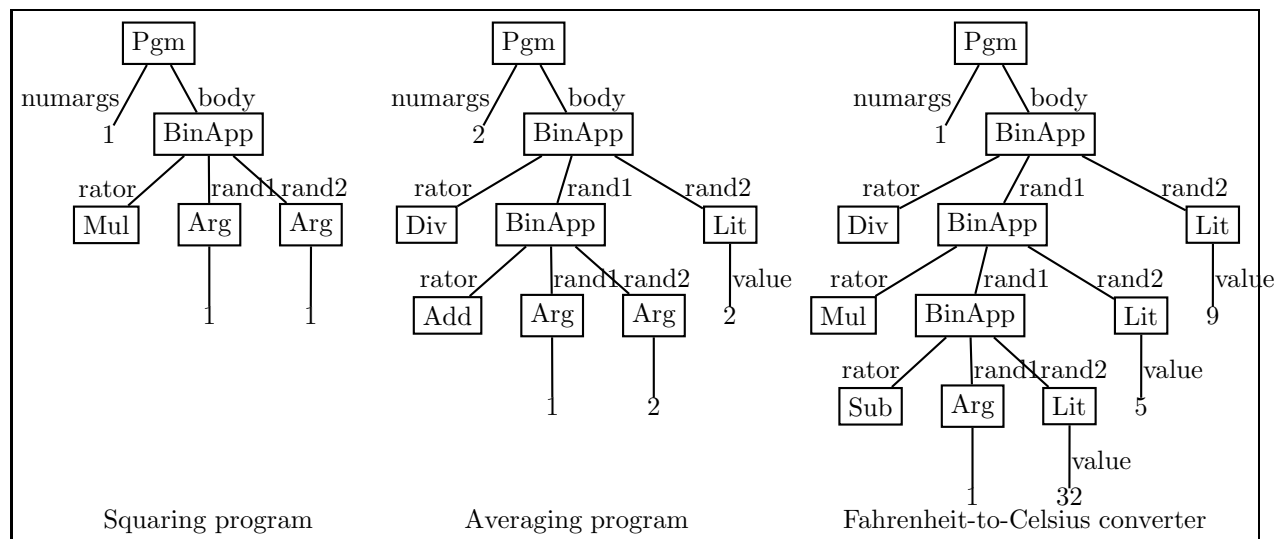 Pgm Pgm Pgm
numargs body numargs body numargs body
1 BinApp 2 BinApp 1 BinApp
rator rand1 rand2 rator rand1 rand2 rator rand1 rand2
Mul Arg Arg Div BinApp Lit Div BinApp Lit
rator rand1 rand2 value rator rand1 rand2 value
1 1 Add Arg Arg 2 Mul BinApp Lit 9
rator rand1 rand2 value
1 2 Sub Arg Lit 5
value
1 32
Squaring program Averaging program Fahrenheit-to-Celsius converter